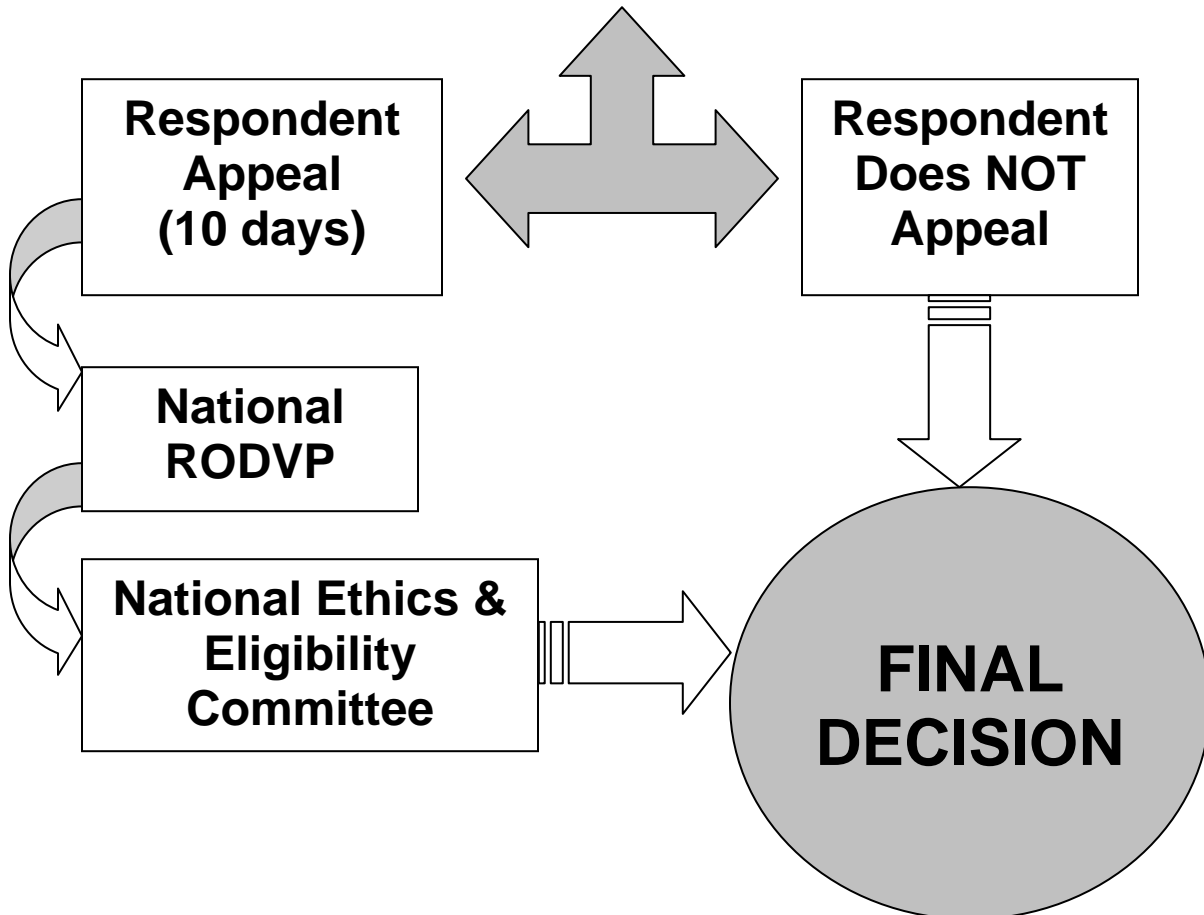 Respondent
Appeal
(10 days)
Respondent
Does NOT
Appeal
National
RODVP
National Ethics &
Eligibility
Committee
FINAL
DECISION